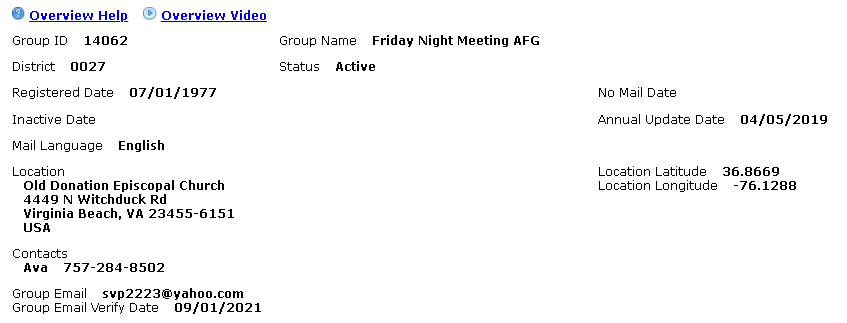 Overview Help Overview Video
Group ID 14062 Group Name Friday Night Meeting AFG
District 0027 Status Active
Registered Date 07/01/1977 No Mail Date
Inactive Date Annual Update Date 04/05/2019
Mail Language English
Location Location Latitude 36.8669
Old Donation Episcopal Church Location Longitude -76.1288
4449 N Witchduck Rd
Virginia Beach, VA 23455-6151
USA
Contacts
Ava 757-284-8502
Group Email svp2223@yahoo.com
Group Email Verify Date 09/01/2021